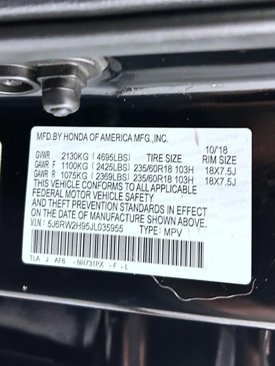 MFD.BY HONDA OF AMERICA MFG.,INC.
10/18
GVWR 2130KG (4695LBS) TIRE SIZE RIM SIZE
GAWR F 1100KG (2425LBS) 235/60R18 103H 18X7.5J
GAWR R 1075KG (2369LBS) 235/60R18 103H 18X7.5J
THIS VEHICLE CONFORMS TO ALL APPLICABLE
FEDERAL MOTOR VEHICLE SAFETY
AND THEFT PREVENTION STANDARDS IN EFFECT
ON THE DATE OF MANUFACTURE SHOWN ABOVE.
V.I.N.: 5J6RW2H95JL035955 TYPE: MPV
TLA J AF6 - NH731PX - F - L